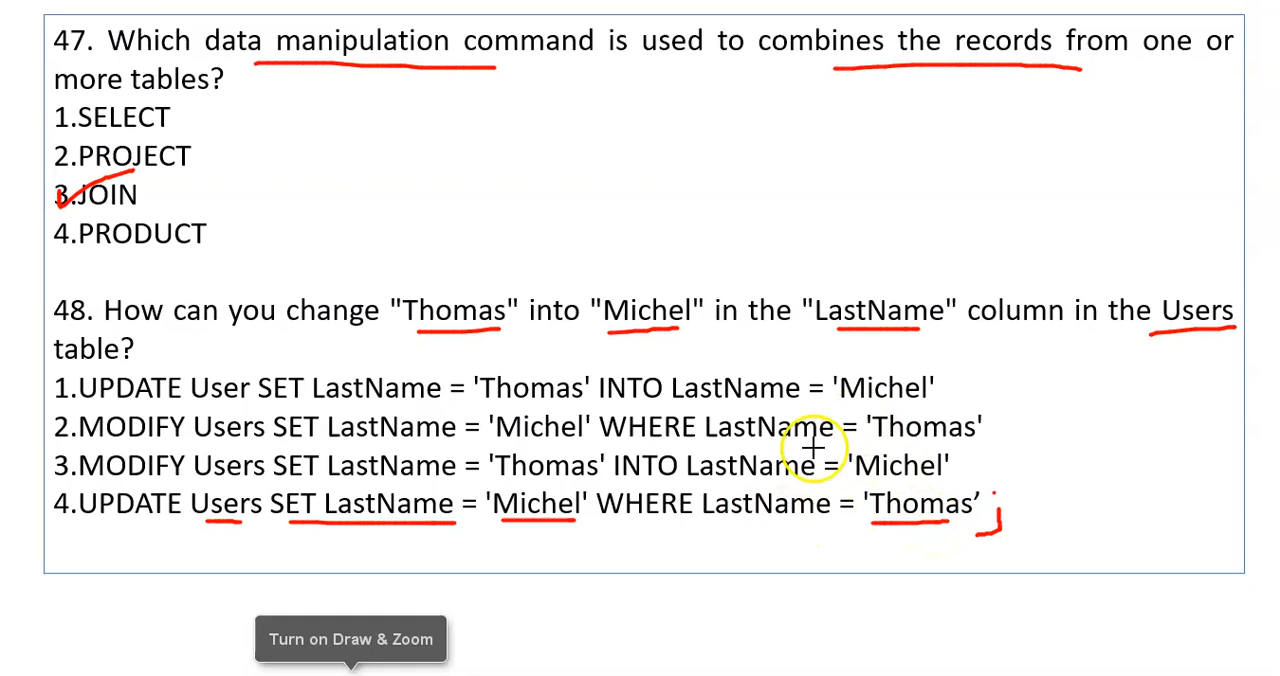 47. Which data manipulation command is used to combines the records from one or
more tables?
1.SELECT
2.PROJECT
3.JOIN
4.PRODUCT
48. How can you change "Thomas" into "Michel" in the "LastName" column in the Users
table?
1.UPDATE User SET LastName = 'Thomas' INTO LastName = 'Michel'
2.MODIFY Users SET LastName = 'Michel' WHERE LastName = 'Thomas'
3.MODIFY Users SET LastName = 'Thomas' INTO LastName = 'Michel'
4.UPDATE Users SET LastName = 'Michel' WHERE LastName = 'Thomas’ ;
Turn on Draw & Zoom